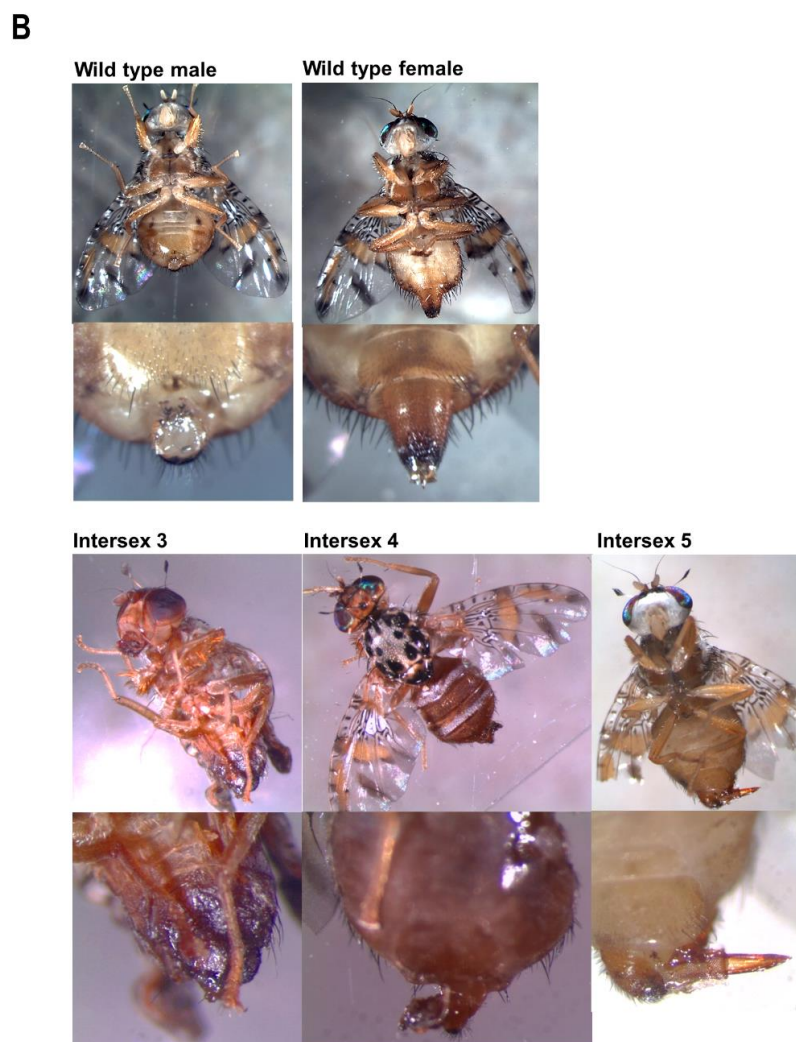 B
Wild type male
Wild type female
Intersex 3
Intersex 4
Intersex 5